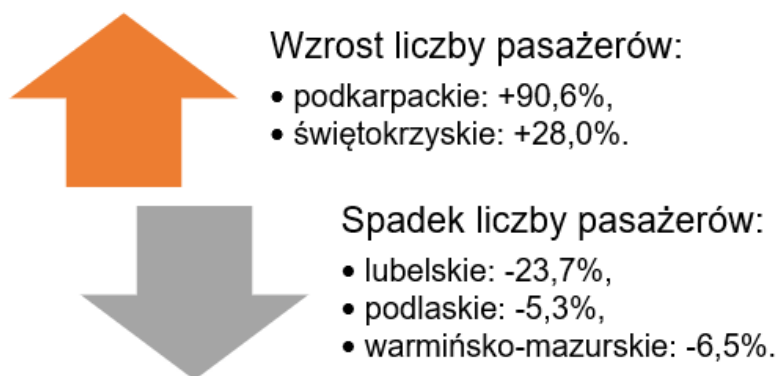 Wzrost liczby pasażerów:
• podkarpackie: +90,6%,
• świętokrzyskie: +28,0%.
Spadek liczby pasażerów:
• lubelskie: -23,7%,
• podlaskie: -5,3%,
• warmińsko-mazurskie: -6,5%.